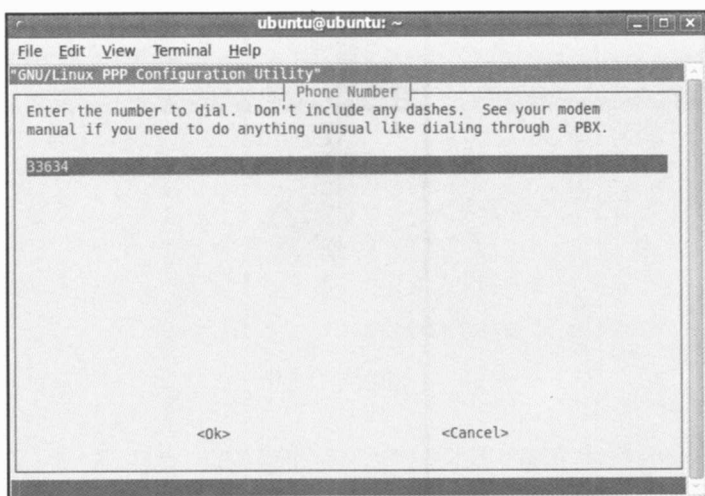 ubuntu@ubuntu: ~
File Edit View Terminal Help
"GNU/Linux PPP Configuration Utility"
Phone Number
Enter the number to dial. Don't include any dashes. See your modem
manual if you need to do anything unusual like dialing through a PBX.
33634
<Ok> <Cancel>